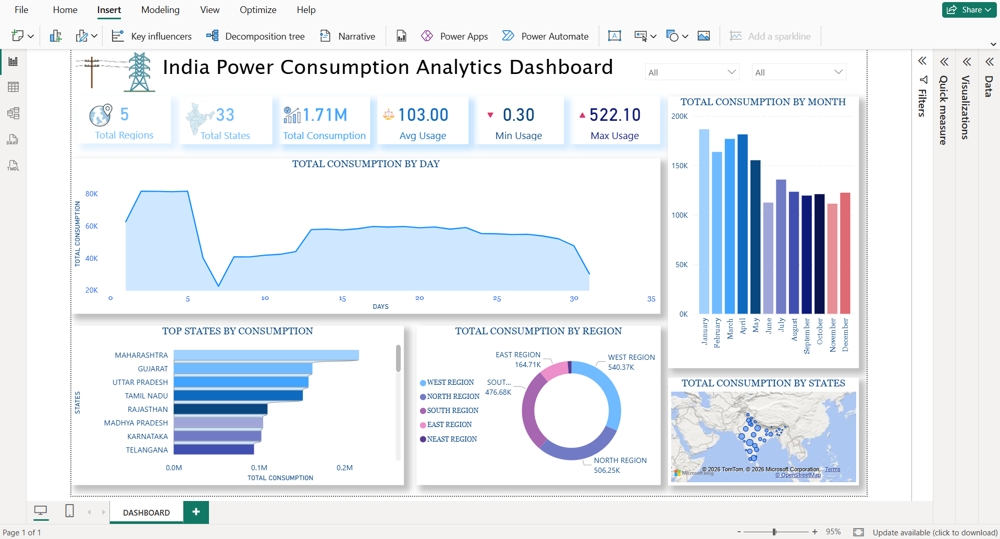 File Home Insert Modeling View Optimize Help Share
Key influencers Decomposition tree Narrative Power Apps Power Automate Add a sparkline
India Power Consumption Analytics Dashboard
All All
5
Total Regions
33
Total States
1.71M
Total Consumption
103.00
Avg Usage
0.30
Min Usage
522.10
Max Usage
TOTAL CONSUMPTION BY DAY
TOTAL CONSUMPTION
80K
60K
40K
20K
0 5 10 15 20 25 30 35
DAYS
TOTAL CONSUMPTION BY MONTH
200K
150K
100K
50K
0K
January
February
March
April
May
June
July
August
September
October
November
December
TOP STATES BY CONSUMPTION
STATES
MAHARASHTRA
GUJARAT
UTTAR PRADESH
TAMIL NADU
RAJASTHAN
MADHYA PRADESH
KARNATAKA
TELANGANA
0.0M 0.1M 0.2M
TOTAL CONSUMPTION
TOTAL CONSUMPTION BY REGION
EAST REGION
164.71K
WEST REGION
540.37K
SOUT...
476.68K
NORTH REGION
506.25K
WEST REGION
NORTH REGION
SOUTH REGION
EAST REGION
NEAST REGION
TOTAL CONSUMPTION BY STATES
Microsoft Bing
© 2026 TomTom, © 2026 Microsoft Corporation, Terms
© OpenStreetMap
Filters
Quick measure
Visualizations
Data
DAX
TMDL
DASHBOARD
+
Page 1 of 1
- + 95% Update available (click to download)